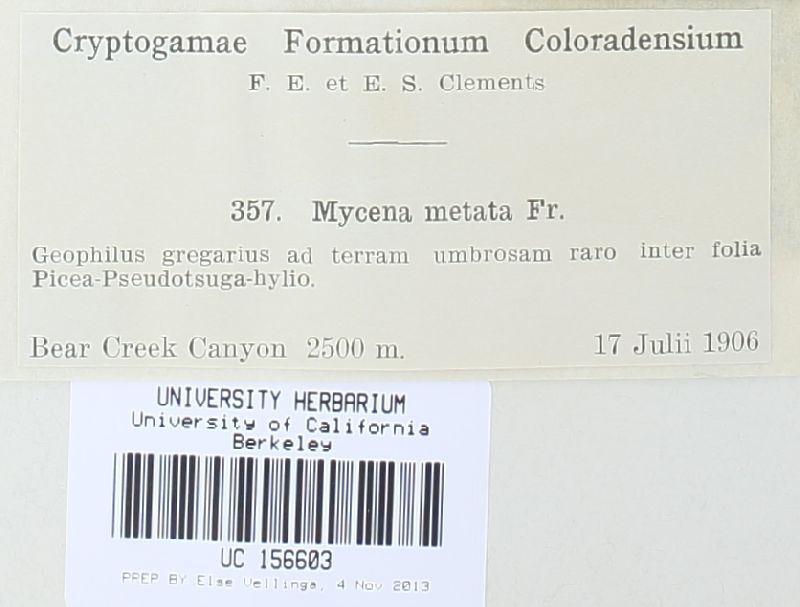 Cryptogamae Formationum Coloradensium
F. E. et E. S. Clements
357. Mycena metata Fr.
Geophilus gregarius ad terram umbrosam raro inter folia
Picea-Pseudotsuga-hylio.
Bear Creek Canyon 2500 m. 17 Julii 1906
UNIVERSITY HERBARIUM
University of California
Berkeley
UC 156603
PREP BY Else Vellinga, 4 Nov 2013